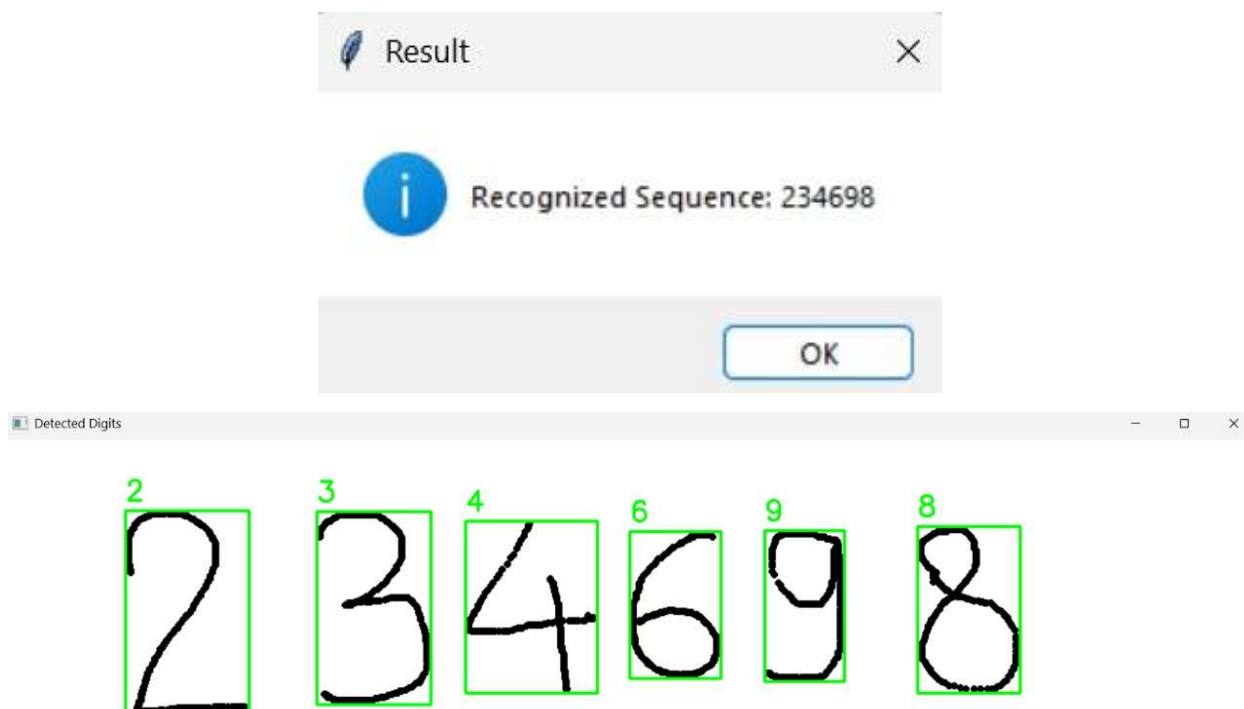 Result
Recognized Sequence: 234698
OK
Detected Digits
2 3 4 6 9 8
2 3 4 6 9 8